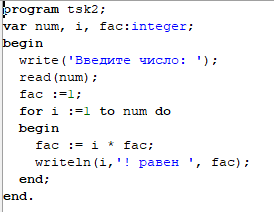 program tsk2;
var num, i, fac:integer;
begin
write('Введите число: ');
read(num);
fac :=1;
for i :=1 to num do
begin
fac := i * fac;
writeln(i,'! равен ', fac);
end;
end.